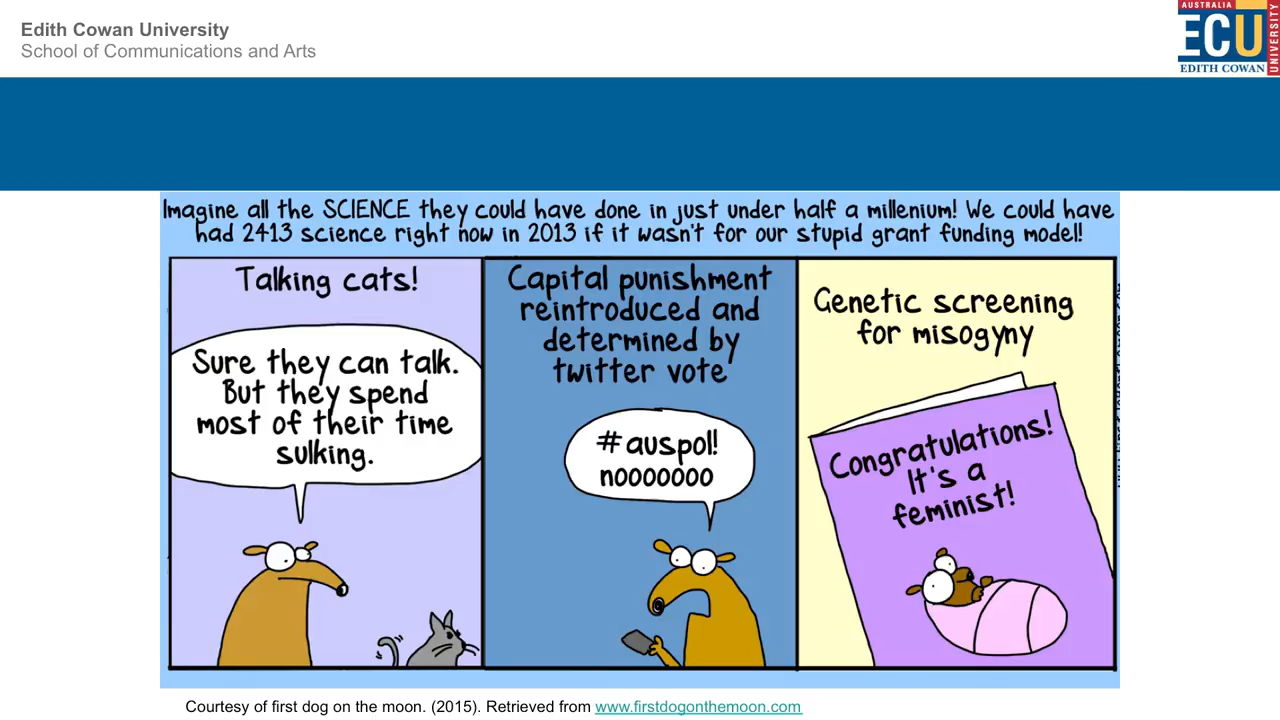 Edith Cowan University
School of Communications and Arts
AUSTRALIA
ECU
EDITH COWAN
UNIVERSITY
Imagine all the SCIENCE they could have done in just under half a millenium! We could have
had 2413 science right now in 2013 if it wasn't for our stupid grant funding model!
Talking cats!
Sure they can talk.
But they spend
most of their time
sulking.
Capital punishment
reintroduced and
determined by
twitter vote
#auspol!
nooooooo
Genetic screening
for misogyny
Congratulations!
It's a
feminist!
Courtesy of first dog on the moon. (2015). Retrieved from www.firstdogonthemoon.com